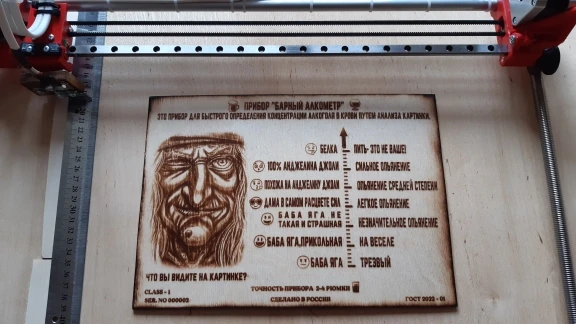 ПРИБОР "БАРНЫЙ АЛКОМЕТР"
ЭТО ПРИБОР ДЛЯ БЫСТРОГО ОПРЕДЕЛЕНИЯ КОНЦЕНТРАЦИИ АЛКОГОЛЯ В КРОВИ ПУТЕМ АНАЛИЗА КАРТИНКИ.
БЕЛКА ПИТЬ- ЭТО НЕ ВАШЕ!
100% АНДЖЕЛИНА ДЖОЛИ СИЛЬНОЕ ОПЬЯНЕНИЕ
ПОХОЖА НА АНДЖЕЛИНУ ДЖОЛИ ОПЬЯНЕНИЕ СРЕДНЕЙ СТЕПЕНИ
ДАМА В САМОМ РАСЦВЕТЕ СИЛ ЛЕГКОЕ ОПЬЯНЕНИЕ
БАБА ЯГА НЕ
ТАКАЯ И СТРАШНАЯ НЕЗНАЧИТЕЛЬНОЕ ОПЬЯНЕНИЕ
БАБА ЯГА,ПРИКОЛЬНАЯ НА ВЕСЕЛЕ
БАБА ЯГА ТРЕЗВЫЙ
ЧТО ВЫ ВИДИТЕ НА КАРТИНКЕ?
CLASS - 1 ТОЧНОСТЬ ПРИБОРА 2-4 РЮМКИ
SER. NO 000003 СДЕЛАНО В РОССИИ ГОСТ 2022 - 01